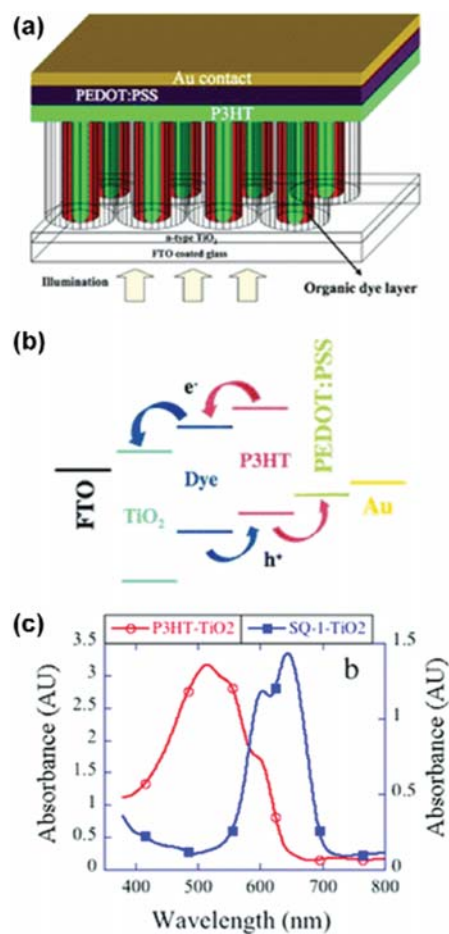 (a)
Au contact
PEDOT:PSS
P3HT
n-type TiO2
FTO coated glass
Illumination
Organic dye layer
(b)
e-
FTO
TiO2
Dye
P3HT
PEDOT:PSS
Au
h+
(c)
P3HT-TiO2
SQ-1-TiO2
b
3.5
3
2.5
2
1.5
1
0.5
0
Absorbance (AU)
1.5
1
0.5
0
Absorbance (AU)
400 500 600 700 800
Wavelength (nm)